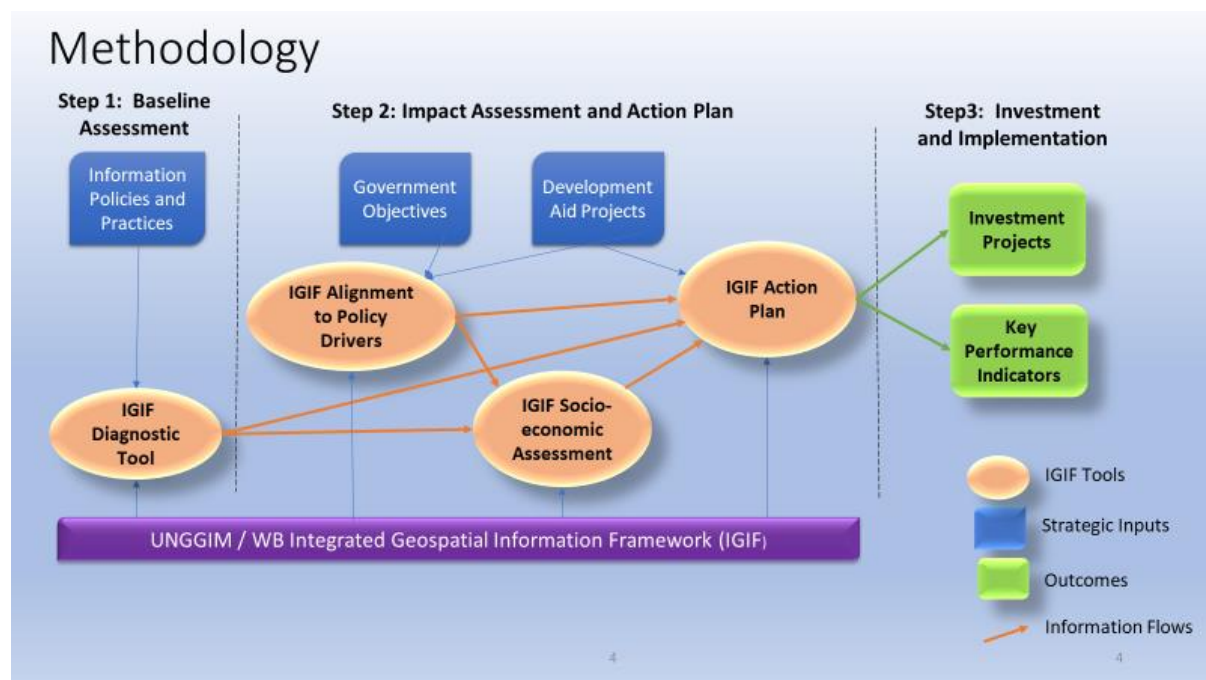 Methodology
Step 1:  Baseline
Assessment
Step 2: Impact Assessment and Action Plan
Step3:  Investment
and Implementation
Information
Policies and
Practices
Government
Objectives
Development
Aid Projects
Investment
Projects
IGIF Alignment
to Policy
Drivers
IGIF Action
Plan
Key
Performance
Indicators
IGIF
Diagnostic
Tool
IGIF Socio-
economic
Assessment
UNGGIM / WB Integrated Geospatial Information Framework (IGIF)
IGIF Tools
Strategic Inputs
Outcomes
Information Flows
4
4